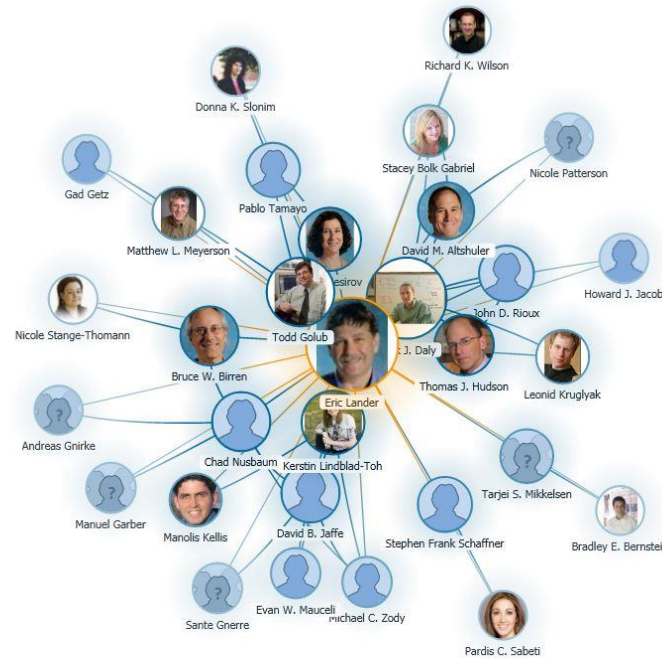 Richard K. Wilson
Donna K. Slonim
Stacey Bolk Gabriel
Nicole Patterson
Gad Getz
Pablo Tamayo
Matthew L. Meyerson
David M. Altshuler
esirov
Howard J. Jacob
John D. Rioux
Nicole Stange-Thomann
Todd Golub
J. Daly
Bruce W. Birren
Thomas J. Hudson
Leonid Kruglyak
Eric Lander
Andreas Gnirke
Chad Nusbaum
Kerstin Lindblad-Toh
Tarjei S. Mikkelsen
Manuel Garber
Manolis Kellis
David B. Jaffe
Stephen Frank Schaffner
Bradley E. Bernstei
Sante Gnerre
Evan W. Mauceli
Michael C. Zody
Pardis C. Sabeti
?
?
?
?
?